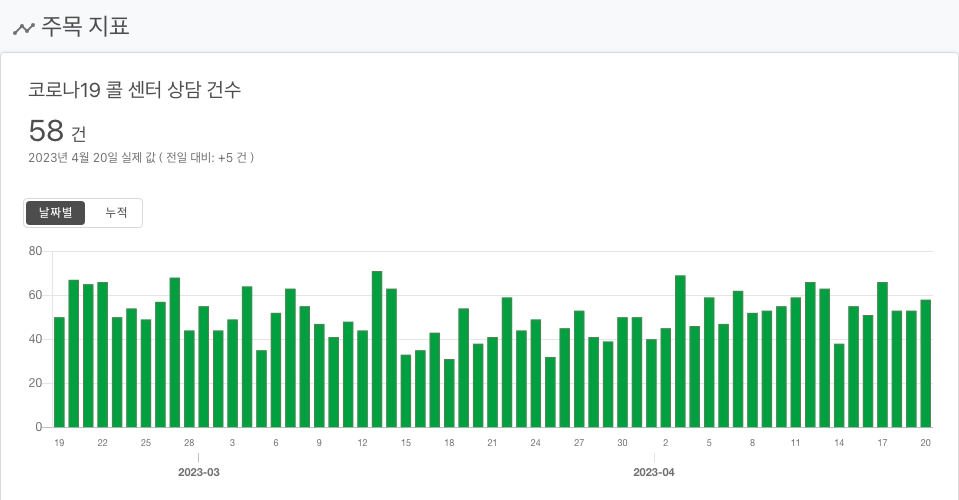 주목 지표
코로나19 콜 센터 상담 건수
58 건
2023년 4월 20일 실제 값 ( 전일 대비: +5 건 )
날짜별 누적
80
60
40
20
0
19 22 25 28 3 6 9 12 15 18 21 24 27 30 2 5 8 11 14 17 20
2023-03 2023-04